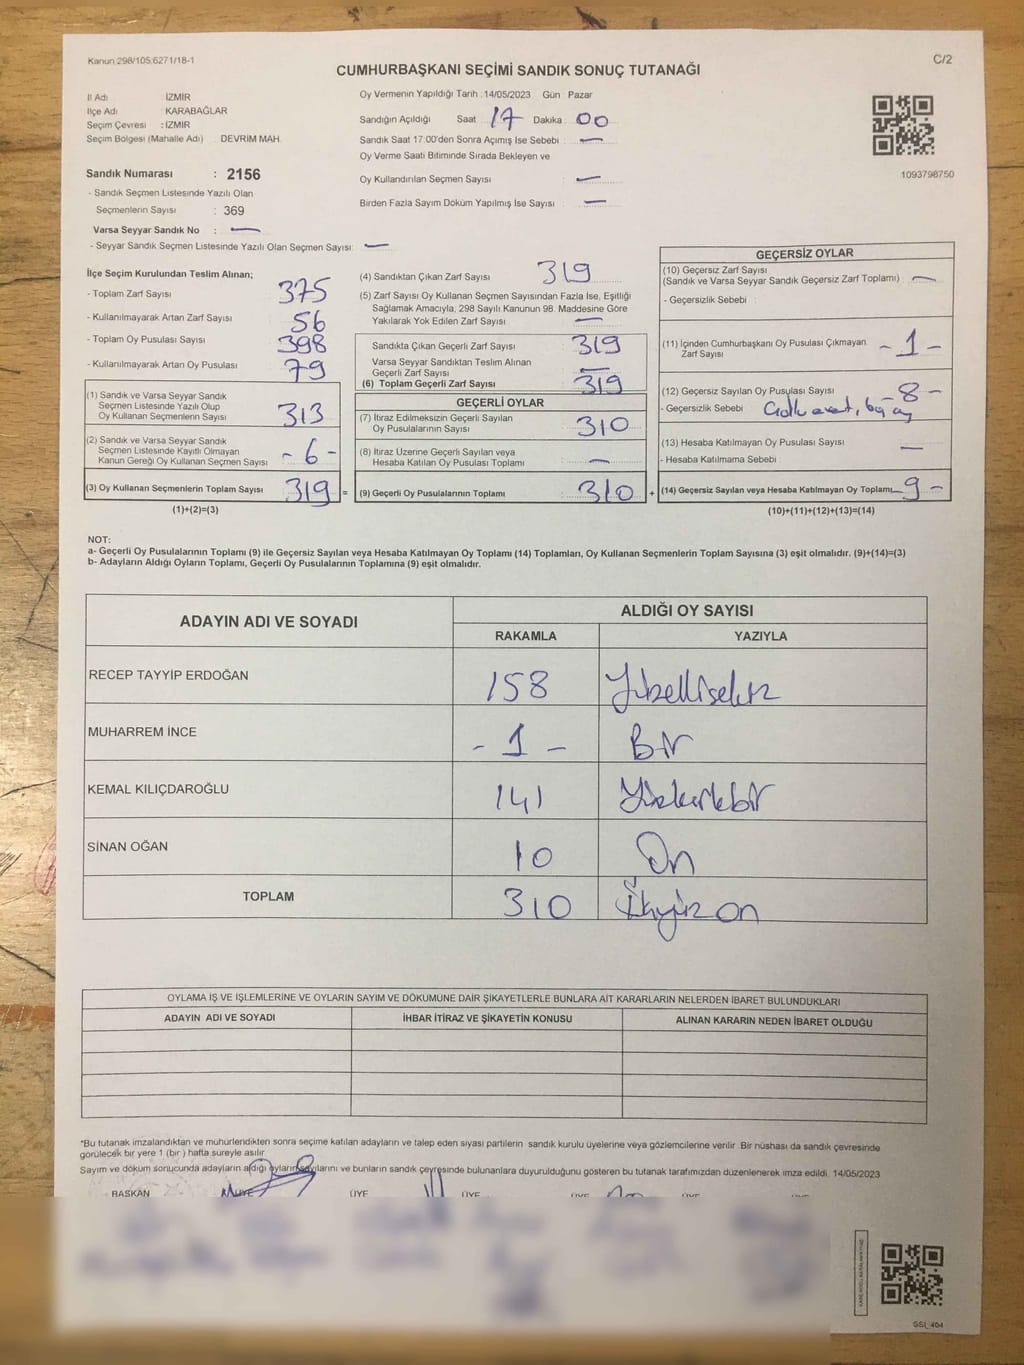 Kanun 298/105;6271/18-1
C/2
CUMHURBAŞKANI SEÇİMİ SANDIK SONUÇ TUTANAĞI
İl Adı İZMİR
İlçe Adı KARABAĞLAR
Seçim Çevresi : İZMİR
Seçim Bölgesi (Mahalle Adı) DEVRİM MAH.
Oy Vermenin Yapıldığı Tarih :14/05/2023 Gün : Pazar
Sandığın Açıldığı Saat 17 Dakika : 00
Sandık Saat 17:00'den Sonra Açımış İse Sebebi : —
Oy Verme Saati Bitiminde Sırada Bekleyen ve
Oy Kullandırılan Seçmen Sayısı : —
Birden Fazla Sayım Döküm Yapılmış İse Sayısı : —
1093798750
Sandık Numarası : 2156
- Sandık Seçmen Listesinde Yazılı Olan
Seçmenlerin Sayısı : 369
Varsa Seyyar Sandık No : —
- Seyyar Sandık Seçmen Listesinde Yazılı Olan Seçmen Sayısı: —
İlçe Seçim Kurulundan Teslim Alınan;
- Toplam Zarf Sayısı 375
- Kullanılmayarak Artan Zarf Sayısı 56
- Toplam Oy Pusulası Sayısı 398
- Kullanılmayarak Artan Oy Pusulası 79
(1) Sandık ve Varsa Seyyar Sandık
Seçmen Listesinde Yazılı Olup
Oy Kullanan Seçmenlerin Sayısı 313
(2) Sandık ve Varsa Seyyar Sandık
Seçmen Listesinde Kayıtlı Olmayan
Kanun Gereği Oy Kullanan Seçmen Sayısı - 6 -
(3) Oy Kullanan Seçmenlerin Toplam Sayısı 319 =
(1)+(2)=(3)
(4) Sandıktan Çıkan Zarf Sayısı 319
(5) Zarf Sayısı Oy Kullanan Seçmen Sayısından Fazla İse, Eşitliği
Sağlamak Amacıyla, 298 Sayılı Kanunun 98. Maddesine Göre
Yakılarak Yok Edilen Zarf Sayısı : —
Sandıkta Çıkan Geçerli Zarf Sayısı : 319
Varsa Seyyar Sandıktan Teslim Alınan
Geçerli Zarf Sayısı : —
(6) Toplam Geçerli Zarf Sayısı : 319
GEÇERLİ OYLAR
(7) İtiraz Edilmeksizin Geçerli Sayılan
Oy Pusulalarının Sayısı : 310
(8) İtiraz Üzerine Geçerli Sayılan veya
Hesaba Katılan Oy Pusulası Toplamı : —
(9) Geçerli Oy Pusulalarının Toplamı : 310 +
GEÇERSİZ OYLAR
(10) Geçersiz Zarf Sayısı
(Sandık ve Varsa Seyyar Sandık Geçersiz Zarf Toplamı) : —
- Geçersizlik Sebebi :
(11) İçinden Cumhurbaşkanı Oy Pusulası Çıkmayan
Zarf Sayısı - 1 -
(12) Geçersiz Sayılan Oy Pusulası Sayısı - 8 -
- Geçersizlik Sebebi
(13) Hesaba Katılmayan Oy Pusulası Sayısı : —
- Hesaba Katılmama Sebebi :
(14) Geçersiz Sayılan veya Hesaba Katılmayan Oy Toplamı - 9 -
(10)+(11)+(12)+(13)=(14)
NOT:
a- Geçerli Oy Pusulalarının Toplamı (9) ile Geçersiz Sayılan veya Hesaba Katılmayan Oy Toplamı (14) Toplamları, Oy Kullanan Seçmenlerin Toplam Sayısına (3) eşit olmalıdır. (9)+(14)=(3)
b- Adayların Aldığı Oyların Toplamı, Geçerli Oy Pusulalarının Toplamına (9) eşit olmalıdır.
ADAYIN ADI VE SOYADI ALDIĞI OY SAYISI
RAKAMLA YAZIYLA
RECEP TAYYİP ERDOĞAN 158 Yüzellisekiz
MUHARREM İNCE - 1 - Bir
KEMAL KILIÇDAROĞLU 141 Yüzkırkbir
SİNAN OĞAN 10 On
TOPLAM 310 on
OYLAMA İŞ VE İŞLEMLERİNE VE OYLARIN SAYIM VE DÖKÜMÜNE DAİR ŞİKAYETLERLE BUNLARA AİT KARARLARIN NELERDEN İBARET BULUNDUKLARI
ADAYIN ADI VE SOYADI İHBAR İTİRAZ VE ŞİKAYETİN KONUSU ALINAN KARARIN NEDEN İBARET OLDUĞU
*Bu tutanak imzalandıktan ve mühürlendikten sonra seçime katılan adayların ve talep eden siyasi partilerin sandık kurulu üyelerine veya gözlemcilerine verilir. Bir nüshası da sandık çevresinde
görülecek bir yere 1 (bir) hafta süreyle asılır.
Sayım ve döküm sonucunda adayların aldığı oyların sayılarını ve bunların sandık çevresinde bulunanlara duyurulduğunu gösteren bu tutanak tarafımızdan düzenlenerek imza edildi. 14/05/2023
BAŞKAN ÜYE ÜYE ÜYE ÜYE ÜYE ÜYE
GSI_404